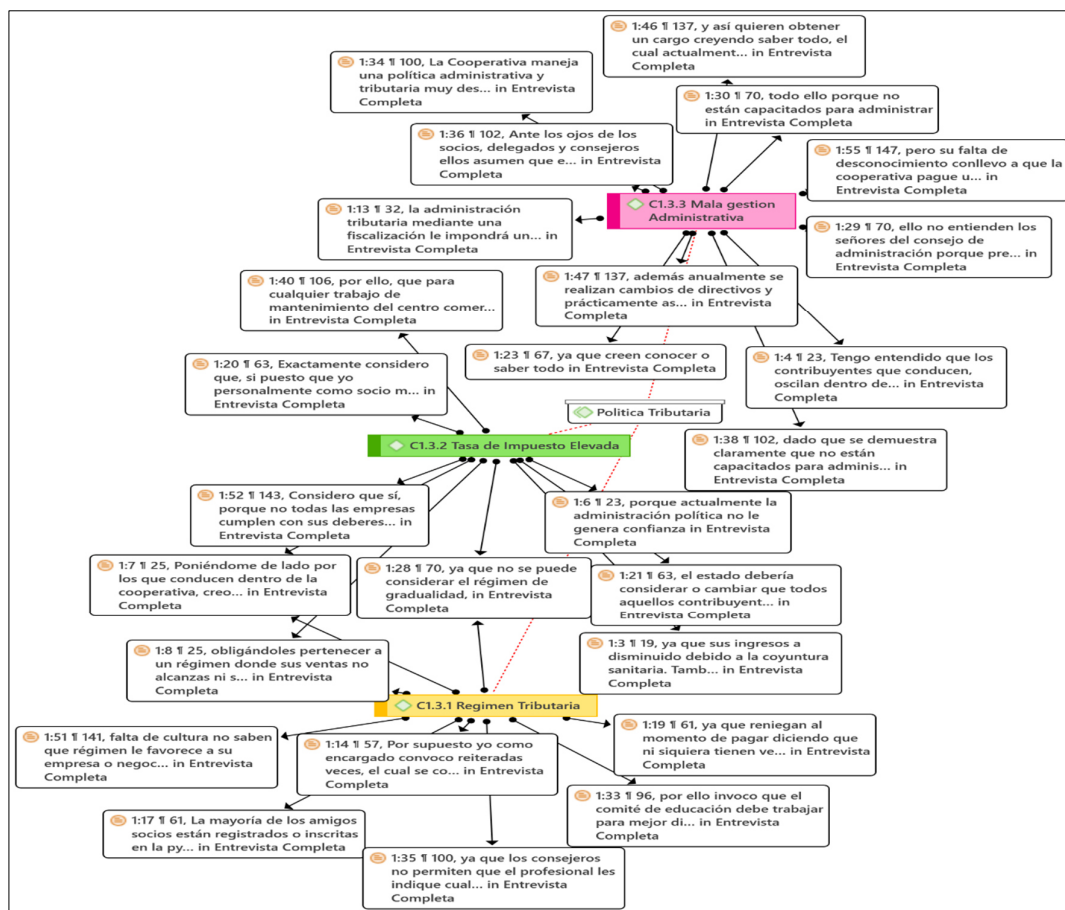 1:46 ¶ 137, y así quieren obtener
un cargo creyendo saber todo, el
cual actualment... in Entrevista
Completa
1:34 ¶ 100, La Cooperativa maneja
una política administrativa y
tributaria muy des... in Entrevista
Completa
1:30 ¶ 70, todo ello porque no
están capacitados para administrar
in Entrevista Completa
1:36 ¶ 102, Ante los ojos de los
socios, delegados y consejeros
ellos asumen que e... in Entrevista
Completa
1:55 ¶ 147, pero su falta de
desconocimiento conllevo a que la
cooperativa pague u... in
Entrevista Completa
C1.3.3 Mala gestion
Administrativa
1:13 ¶ 32, la administración
tributaria mediante una
fiscalización le impondrá un... in
Entrevista Completa
1:29 ¶ 70, ello no entienden los
señores del consejo de
administración porque pre... in
Entrevista Completa
1:40 ¶ 106, por ello, que para
cualquier trabajo de
mantenimiento del centro comer...
in Entrevista Completa
1:47 ¶ 137, además anualmente se
realizan cambios de directivos y
prácticamente as... in Entrevista
Completa
1:23 ¶ 67, ya que creen conocer o
saber todo in Entrevista Completa
1:4 ¶ 23, Tengo entendido que los
contribuyentes que conducen,
oscilan dentro de... in Entrevista
Completa
1:20 ¶ 63, Exactamente considero
que, si puesto que yo
personalmente como socio m... in
Entrevista Completa
Politica Tributaria
C1.3.2 Tasa de Impuesto Elevada
1:38 ¶ 102, dado que se demuestra
claramente que no están
capacitados para adminis... in
Entrevista Completa
1:52 ¶ 143, Considero que sí,
porque no todas las empresas
cumplen con sus deberes... in
Entrevista Completa
1:6 ¶ 23, porque actualmente la
administración política no le
genera confianza in Entrevista
Completa
1:7 ¶ 25, Poniéndome de lado por
los que conducen dentro de la
cooperativa, creo... in Entrevista
Completa
1:28 ¶ 70, ya que no se puede
considerar el régimen de
gradualidad, in Entrevista
Completa
1:21 ¶ 63, el estado debería
considerar o cambiar que todos
aquellos contribuyent... in
Entrevista Completa
1:8 ¶ 25, obligándoles pertenecer a
un régimen donde sus ventas no
alcanzas ni s... in Entrevista
Completa
1:3 ¶ 19, ya que sus ingresos a
disminuido debido a la coyuntura
sanitaria. Tamb... in Entrevista
Completa
C1.3.1 Regimen Tributaria
1:51 ¶ 141, falta de cultura no saben
que régimen le favorece a su
empresa o negoc... in Entrevista
Completa
1:14 ¶ 57, Por supuesto yo como
encargado convoco reiteradas
veces, el cual se co... in Entrevista
Completa
1:19 ¶ 61, ya que reniegan al
momento de pagar diciendo que
ni siquiera tienen ve... in Entrevista
Completa
1:17 ¶ 61, La mayoría de los amigos
socios están registrados o inscritas
en la py... in Entrevista Completa
1:33 ¶ 96, por ello invoco que el
comité de educación debe trabajar
para mejor di... in Entrevista
Completa
1:35 ¶ 100, ya que los consejeros
no permiten que el profesional les
indique cual... in Entrevista
Completa